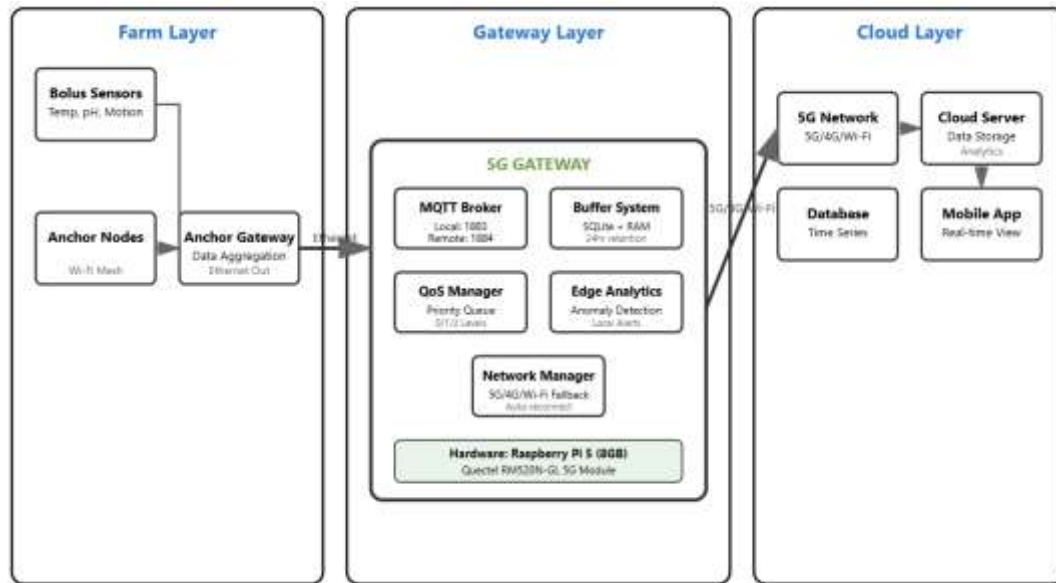 Farm Layer
Bolus Sensors
Temp, pH, Motion
Anchor Nodes
Wi-Fi Mesh
Anchor Gateway
Data Aggregation
Ethernet Out
Ethernet
Gateway Layer
5G GATEWAY
MQTT Broker
Local: 1883
Remote: 1884
Buffer System
SQLite + RAM
24hr retention
QoS Manager
Priority Queue
0/1/2 Levels
Edge Analytics
Anomaly Detection
Local Alerts
Network Manager
5G/4G/Wi-Fi Fallback
Auto-reconnect
Hardware: Raspberry Pi 5 (8GB)
Quectel RM520N-GL 5G Module
5G/4G/Wi-Fi
Cloud Layer
5G Network
5G/4G/Wi-Fi
Cloud Server
Data Storage
Analytics
Database
Time Series
Mobile App
Real-time View